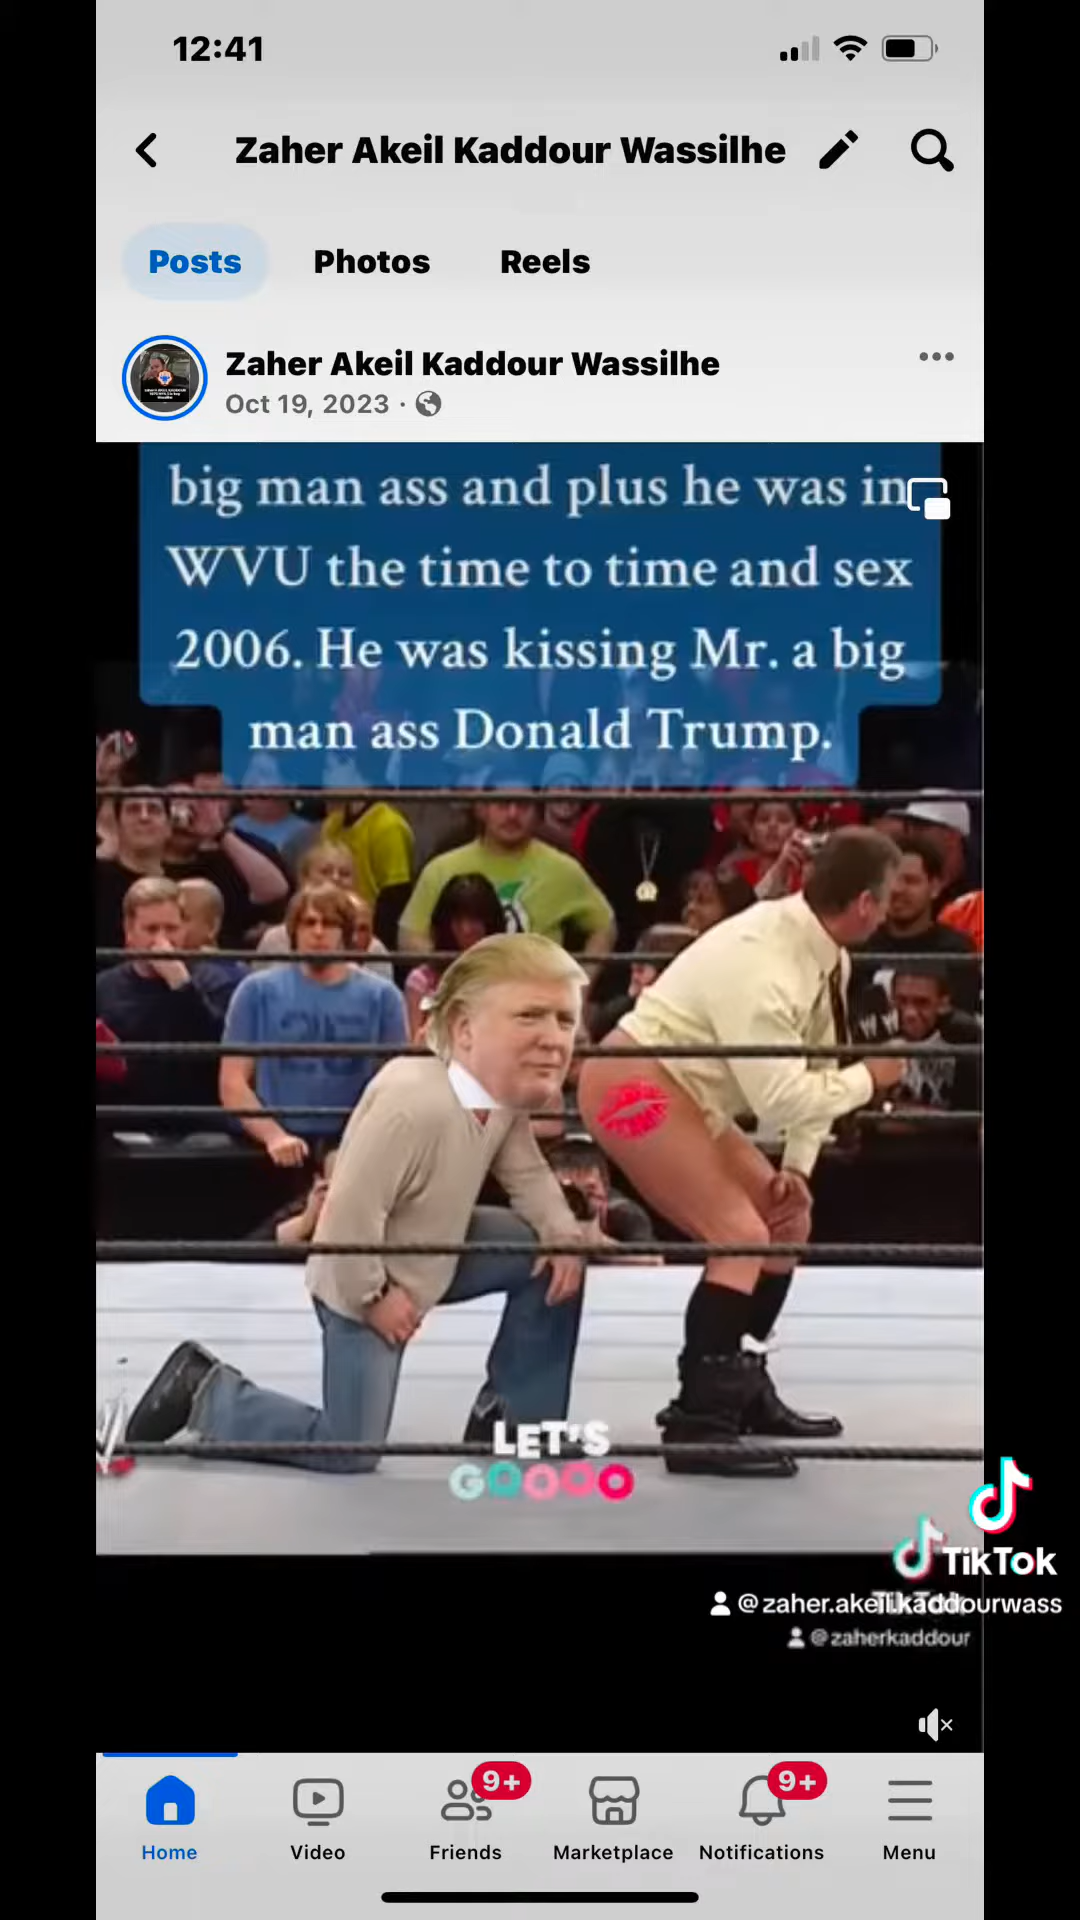 12:41
Zaher Akeil Kaddour Wassilhe
Posts Photos Reels
Zaher Akeil Kaddour Wassilhe
Oct 19, 2023 ·
big man ass and plus he was in
WVU the time to time and sex
2006. He was kissing Mr. a big
man ass Donald Trump.
LET'S
GOOOO
TikTok
@zaher.akeil.kaddourwass
@zaherkaddour
9+ 9+
Home Video Friends Marketplace Notifications Menu